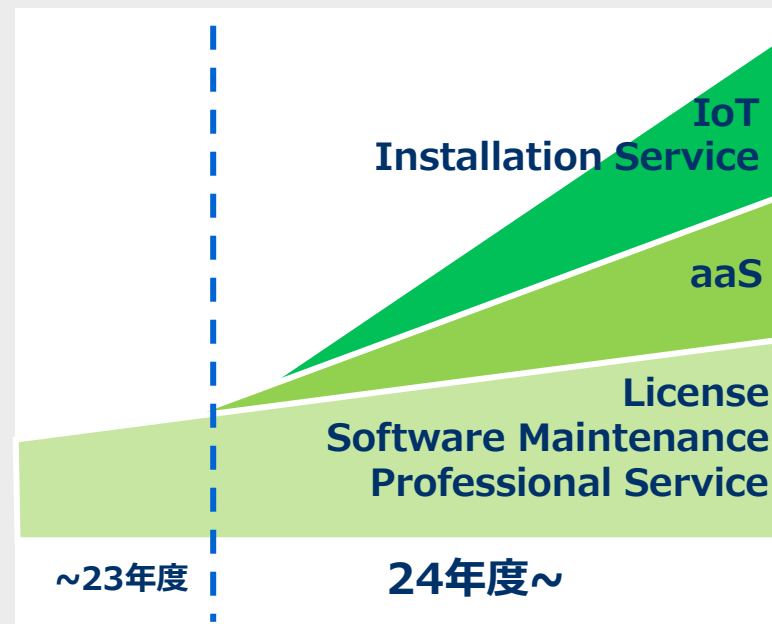 IoT
Installation Service
aaS
License
Software Maintenance
Professional Service
~23年度
24年度~